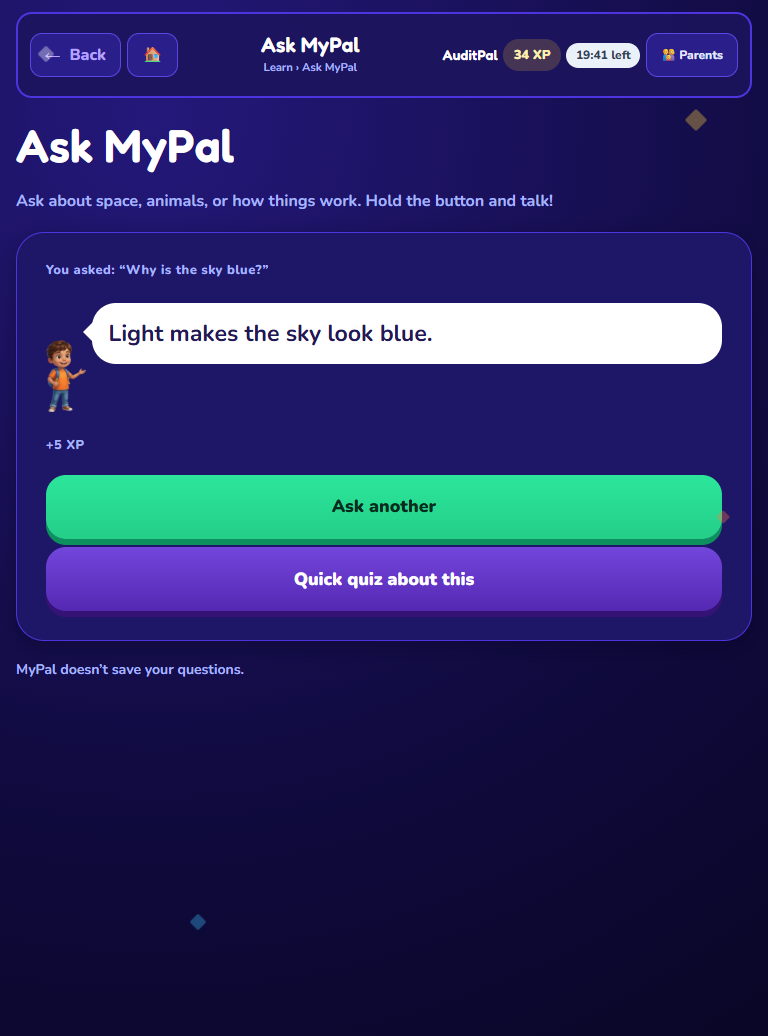 ← Back
Ask MyPal
Learn › Ask MyPal
AuditPal
34 XP
19:41 left
Parents
Ask MyPal
Ask about space, animals, or how things work. Hold the button and talk!
You asked: “Why is the sky blue?”
Light makes the sky look blue.
+5 XP
Ask another
Quick quiz about this
MyPal doesn’t save your questions.